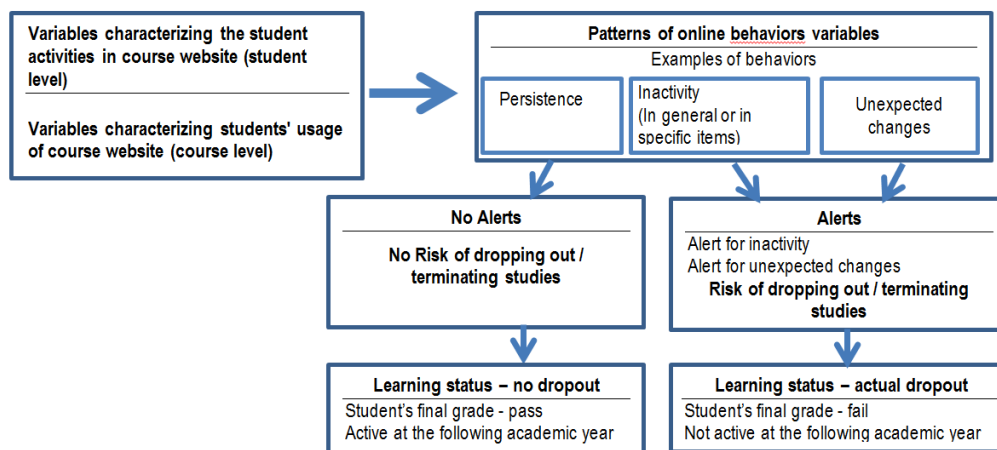 Variables characterizing the student
activities in course website (student
level)
Variables characterizing students' usage
of course website (course level)
Patterns of online behaviors variables
Examples of behaviors
Persistence
Inactivity
(In general or in
specific items)
Unexpected
changes
No Alerts
No Risk of dropping out /
terminating studies
Alerts
Alert for inactivity
Alert for unexpected changes
Risk of dropping out / terminating
studies
Learning status – no dropout
Student's final grade - pass
Active at the following academic year
Learning status – actual dropout
Student's final grade - fail
Not active at the following academic year